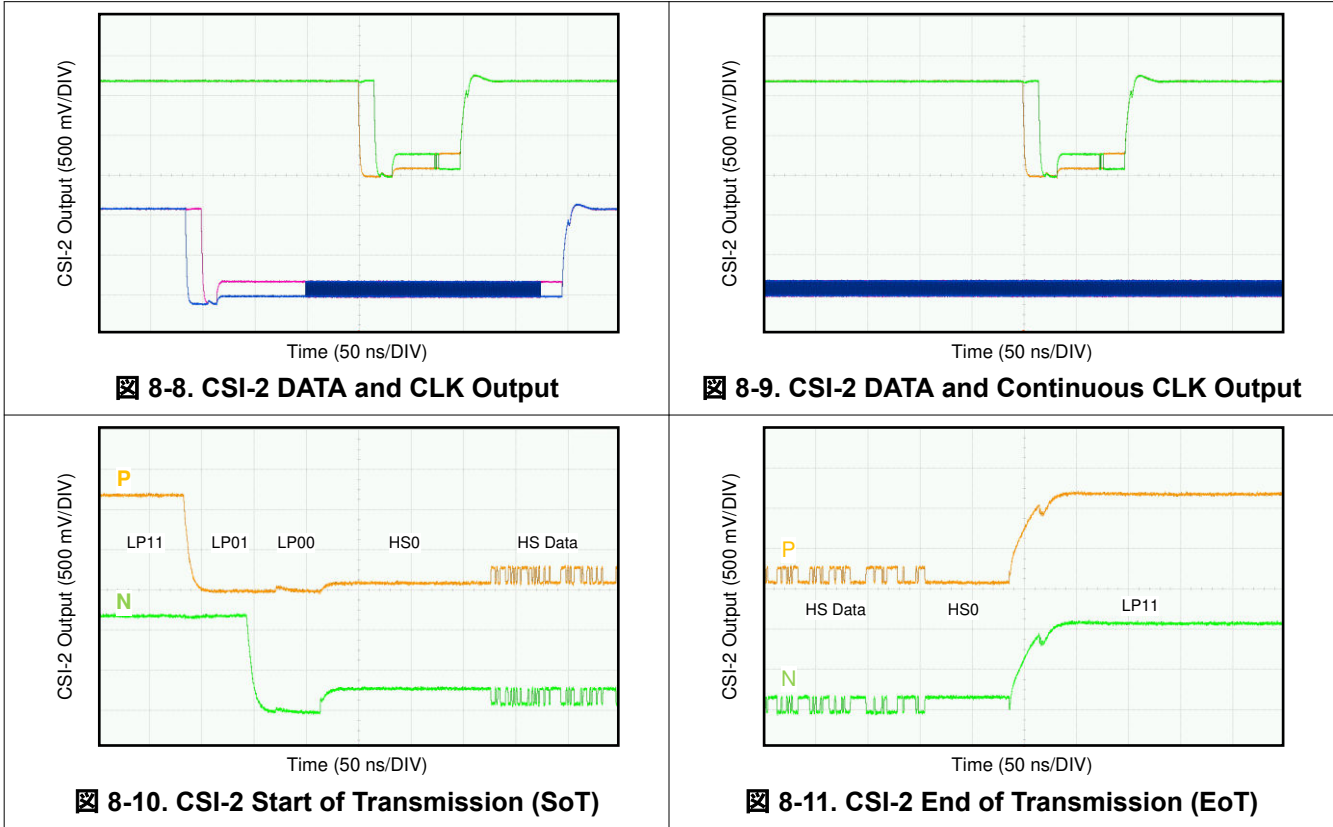 CSI-2 Output (500 mV/DIV)
Time (50 ns/DIV)
図 8-8. CSI-2 DATA and CLK Output
CSI-2 Output (500 mV/DIV)
Time (50 ns/DIV)
図 8-9. CSI-2 DATA and Continuous CLK Output
CSI-2 Output (500 mV/DIV)
P
LP11 LP01 LP00 HS0 HS Data
N
Time (50 ns/DIV)
図 8-10. CSI-2 Start of Transmission (SoT)
CSI-2 Output (500 mV/DIV)
P
HS Data HS0 LP11
N
Time (50 ns/DIV)
図 8-11. CSI-2 End of Transmission (EoT)